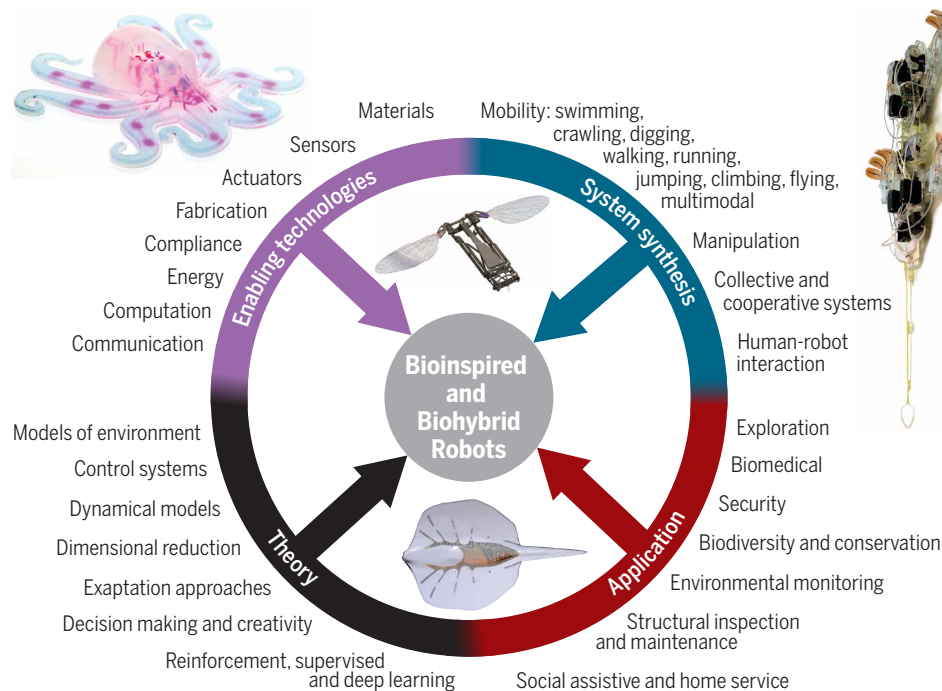 Materials
Sensors
Actuators
Fabrication
Compliance
Energy
Computation
Communication
Enabling technologies
Mobility: swimming,
crawling, digging,
walking, running,
jumping, climbing, flying,
multimodal
Manipulation
Collective and
cooperative systems
Human-robot
interaction
System synthesis
Bioinspired
and
Biohybrid
Robots
Models of environment
Control systems
Dynamical models
Dimensional reduction
Exaptation approaches
Decision making and creativity
Reinforcement, supervised
and deep learning
Theory
Exploration
Biomedical
Security
Biodiversity and conservation
Environmental monitoring
Structural inspection
and maintenance
Social assistive and home service
Application